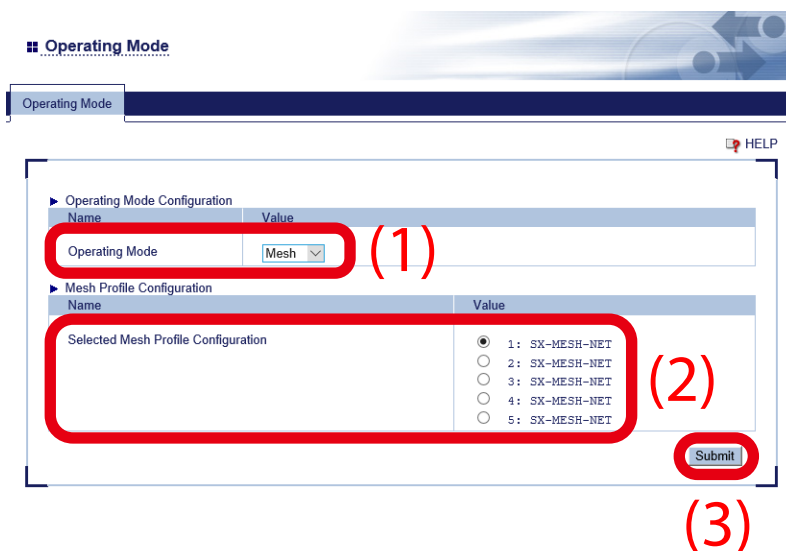 Operating Mode
Operating Mode
HELP
Operating Mode Configuration
Name Value
Operating Mode Mesh (1)
Mesh Profile Configuration
Name Value
Selected Mesh Profile Configuration 1: SX-MESH-NET
2: SX-MESH-NET
3: SX-MESH-NET
4: SX-MESH-NET
5: SX-MESH-NET
(2)
Submit
(3)